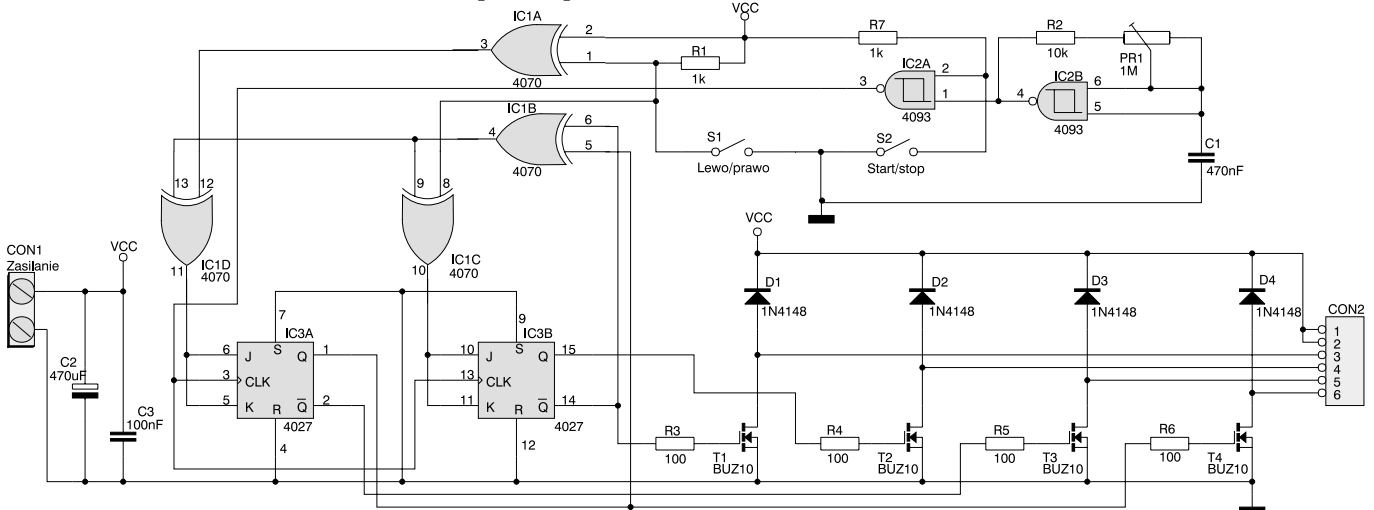 IC1A
3
2
1
4070
VCC
R1
1k
R7
1k
R2
10k
PR1
1M
IC2A
3
2
1
4093
IC2B
4
6
5
4093
IC1B
4
6
5
4070
S1
Lewo/prawo
S2
Start/stop
C1
470nF
13
12
11
IC1D
4070
9
8
10
IC1C
4070
CON1
Zasilanie
VCC
C2
470uF
C3
100nF
7
IC3A
6
J
S
Q
1
3
CLK
5
K
R
Q
2
4027
4
9
IC3B
10
J
S
Q
15
13
CLK
11
K
R
Q
14
4027
12
VCC
D1
1N4148
D2
1N4148
D3
1N4148
D4
1N4148
CON2
1
2
3
4
5
6
R3
100
T1
BUZ10
R4
100
T2
BUZ10
R5
100
T3
BUZ10
R6
100
T4
BUZ10